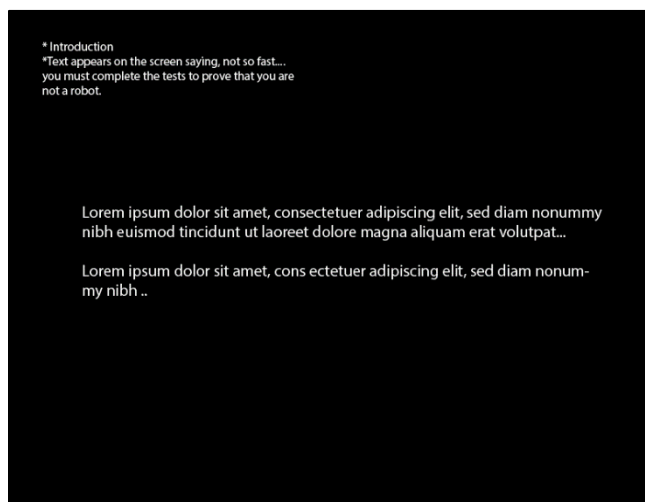 * Introduction
*Text appears on the screen saying, not so fast....
you must complete the tests to prove that you are
not a robot.
Lorem ipsum dolor sit amet, consectetuer adipiscing elit, sed diam nonummy
nibh euismod tincidunt ut laoreet dolore magna aliquam erat volutpat...
Lorem ipsum dolor sit amet, cons ectetuer adipiscing elit, sed diam nonum-
my nibh ..